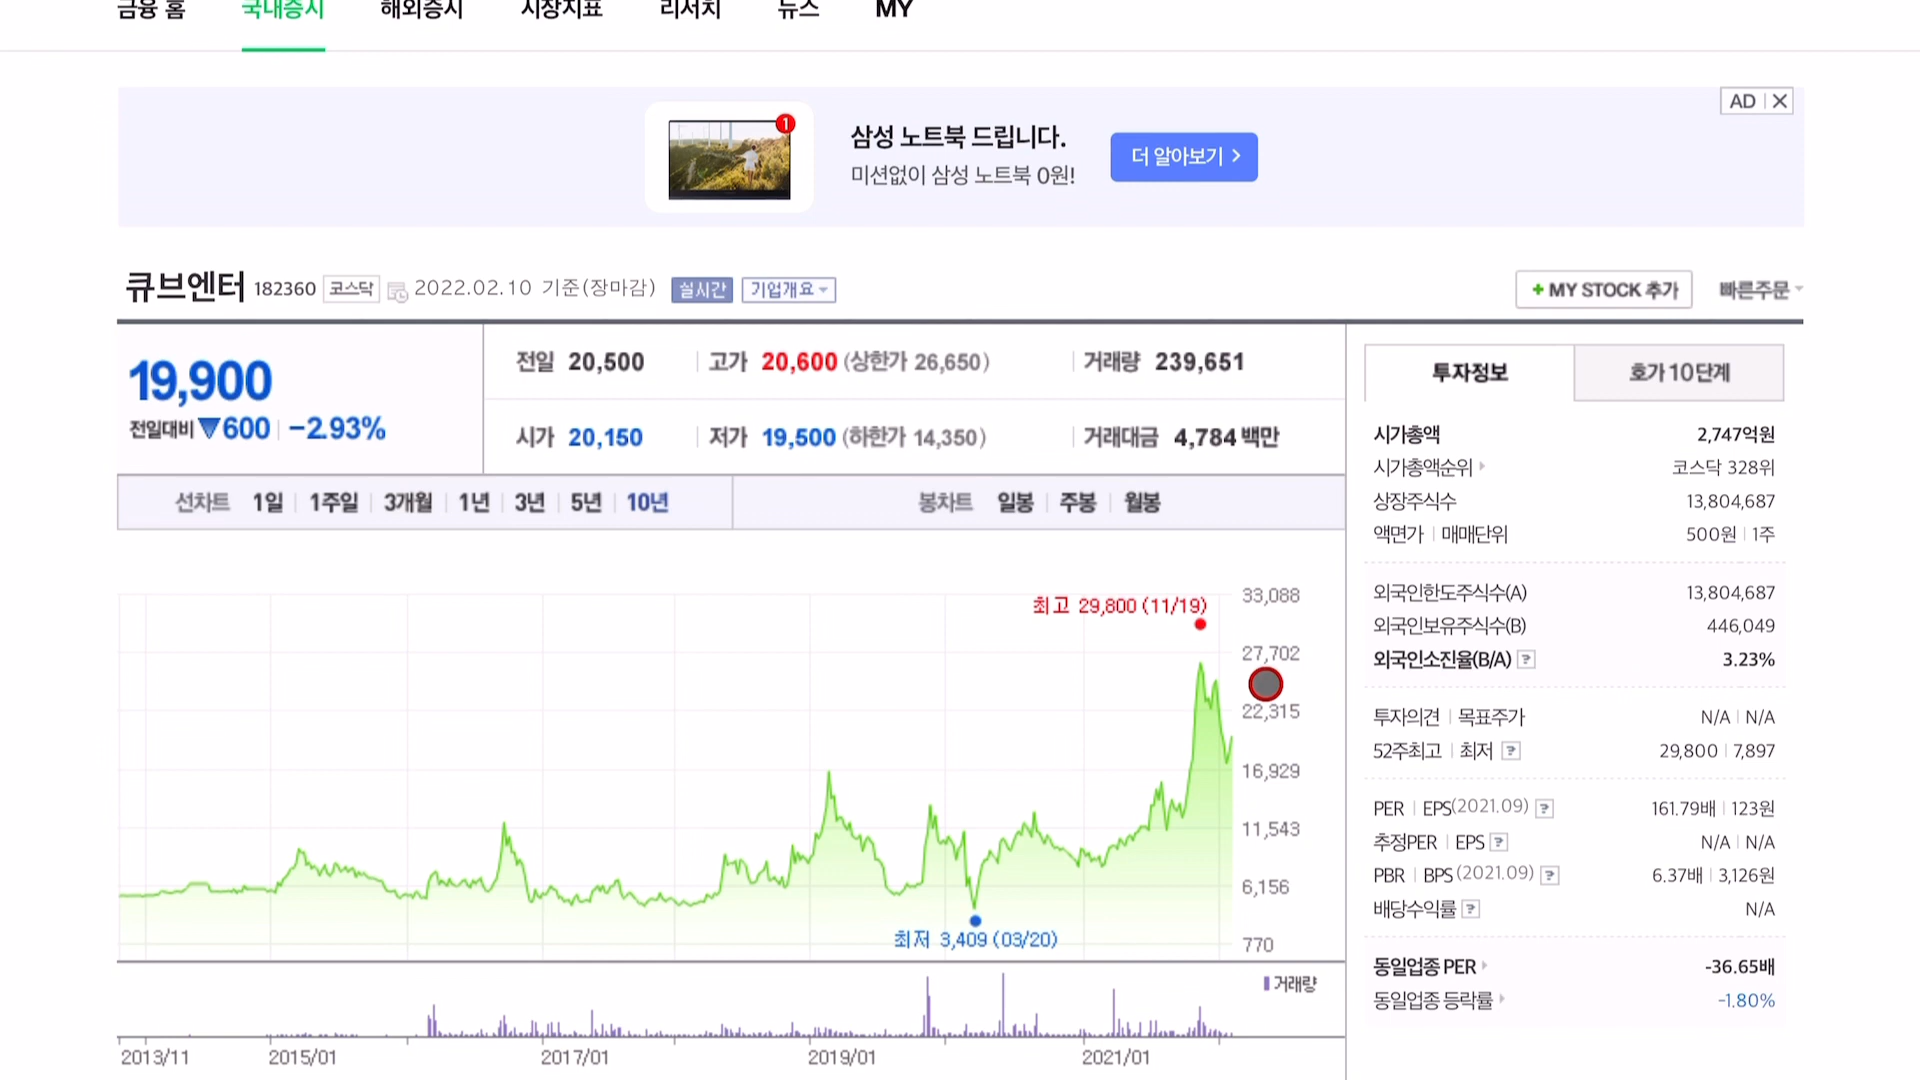 금융 홈 국내증시 해외증시 시장지표 리서치 뉴스 MY
AD
1
삼성 노트북 드립니다.
미션없이 삼성 노트북 0원!
더 알아보기
큐브엔터 182360 코스닥 2022.02.10 기준(장마감) 실시간 기업개요
+ MY STOCK 추가 빠른주문
19,900
전일대비 ▼600 -2.93%
전일 20,500 고가 20,600 (상한가 26,650) 거래량 239,651
시가 20,150 저가 19,500 (하한가 14,350) 거래대금 4,784 백만
선차트 1일 1주일 3개월 1년 3년 5년 10년
봉차트 일봉 주봉 월봉
최고 29,800 (11/19)
33,088
27,702
22,315
16,929
11,543
6,156
770
최저 3,409 (03/20)
거래량
2013/11 2015/01 2017/01 2019/01 2021/01
투자정보 호가 10단계
시가총액 2,747억원
시가총액순위 코스닥 328위
상장주식수 13,804,687
액면가 매매단위 500원 1주
외국인한도주식수(A) 13,804,687
외국인보유주식수(B) 446,049
외국인소진율(B/A) ? 3.23%
투자의견 목표주가 N/A N/A
52주최고 최저 ? 29,800 7,897
PER EPS(2021.09) ? 161.79배 123원
추정PER EPS ? N/A N/A
PBR BPS (2021.09) ? 6.37배 3,126원
배당수익률 ? N/A
동일업종 PER -36.65배
동일업종 등락률 -1.80%